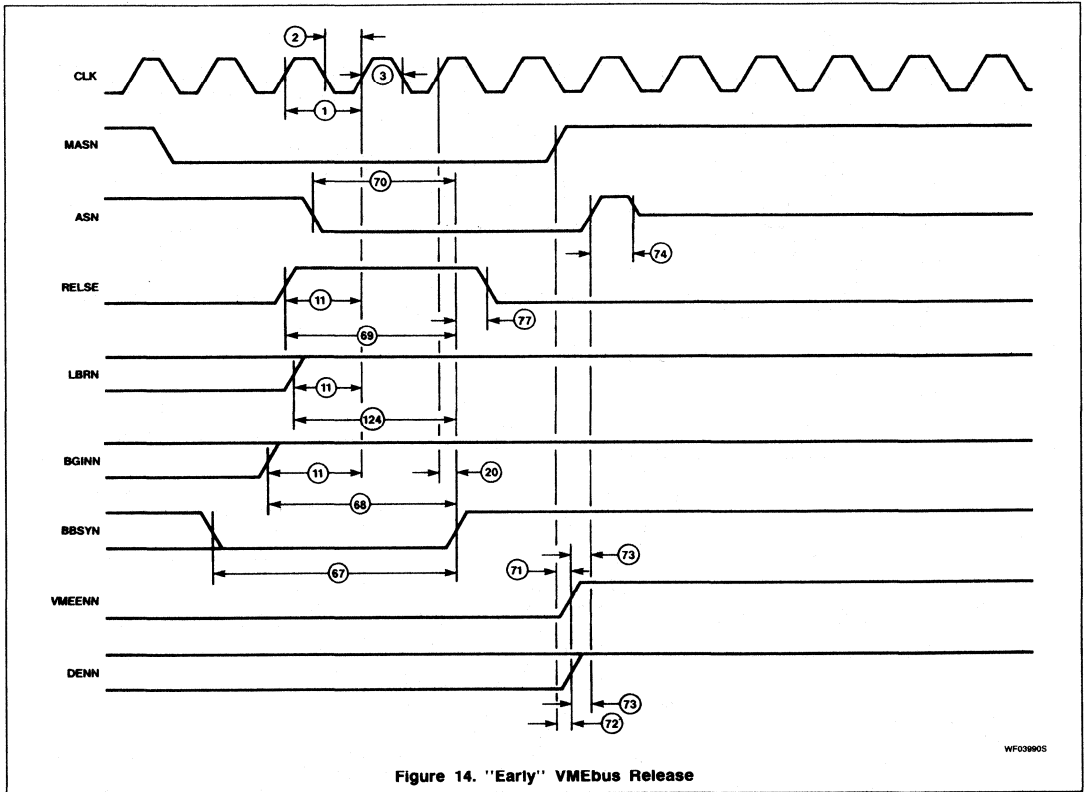 CLK
2
3
1
MASN
70
ASN
74
RELSE
11
77
69
LBRN
11
124
BGINN
11
20
68
BBSYN
73
71
67
VMEENN
DENN
73
72
WF03990S
Figure 14. "Early" VMEbus Release